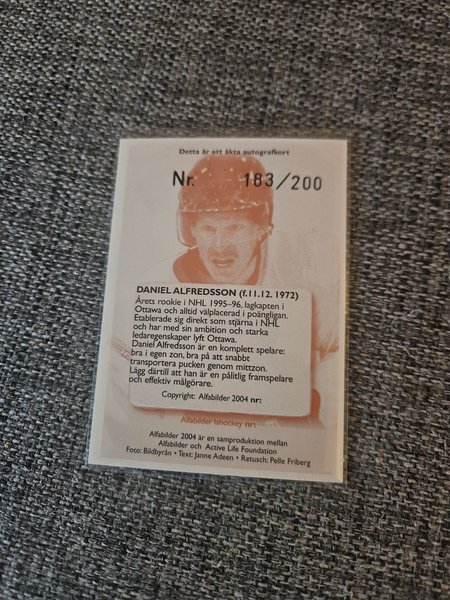 Detta är ett äkta autografkort
Nr. 183/200
DANIEL ALFREDSSON (f.11.12. 1972)
Årets rookie i NHL 1995–96, lagkapten i
Ottawa och alltid välplacerad i poängligan.
Etablerade sig direkt som stjärna i NHL
och har med sin ambition och starka
ledaregenskaper lyft Ottawa.
Daniel Alfredsson är en komplett spelare:
bra i egen zon, bra på att snabbt
transportera pucken genom mittzon.
Lägg därtill att han är en pålitlig framspelare
och effektiv målgörare.
Copyright: Alfabilder 2004 nr:
Alfabilder Ishockey nr:
Alfabilder 2004 är en samproduktion mellan
Alfabilder och Active Life Foundation
Foto: Bildbyrån • Text: Janne Adeen • Retusch: Pelle Friberg